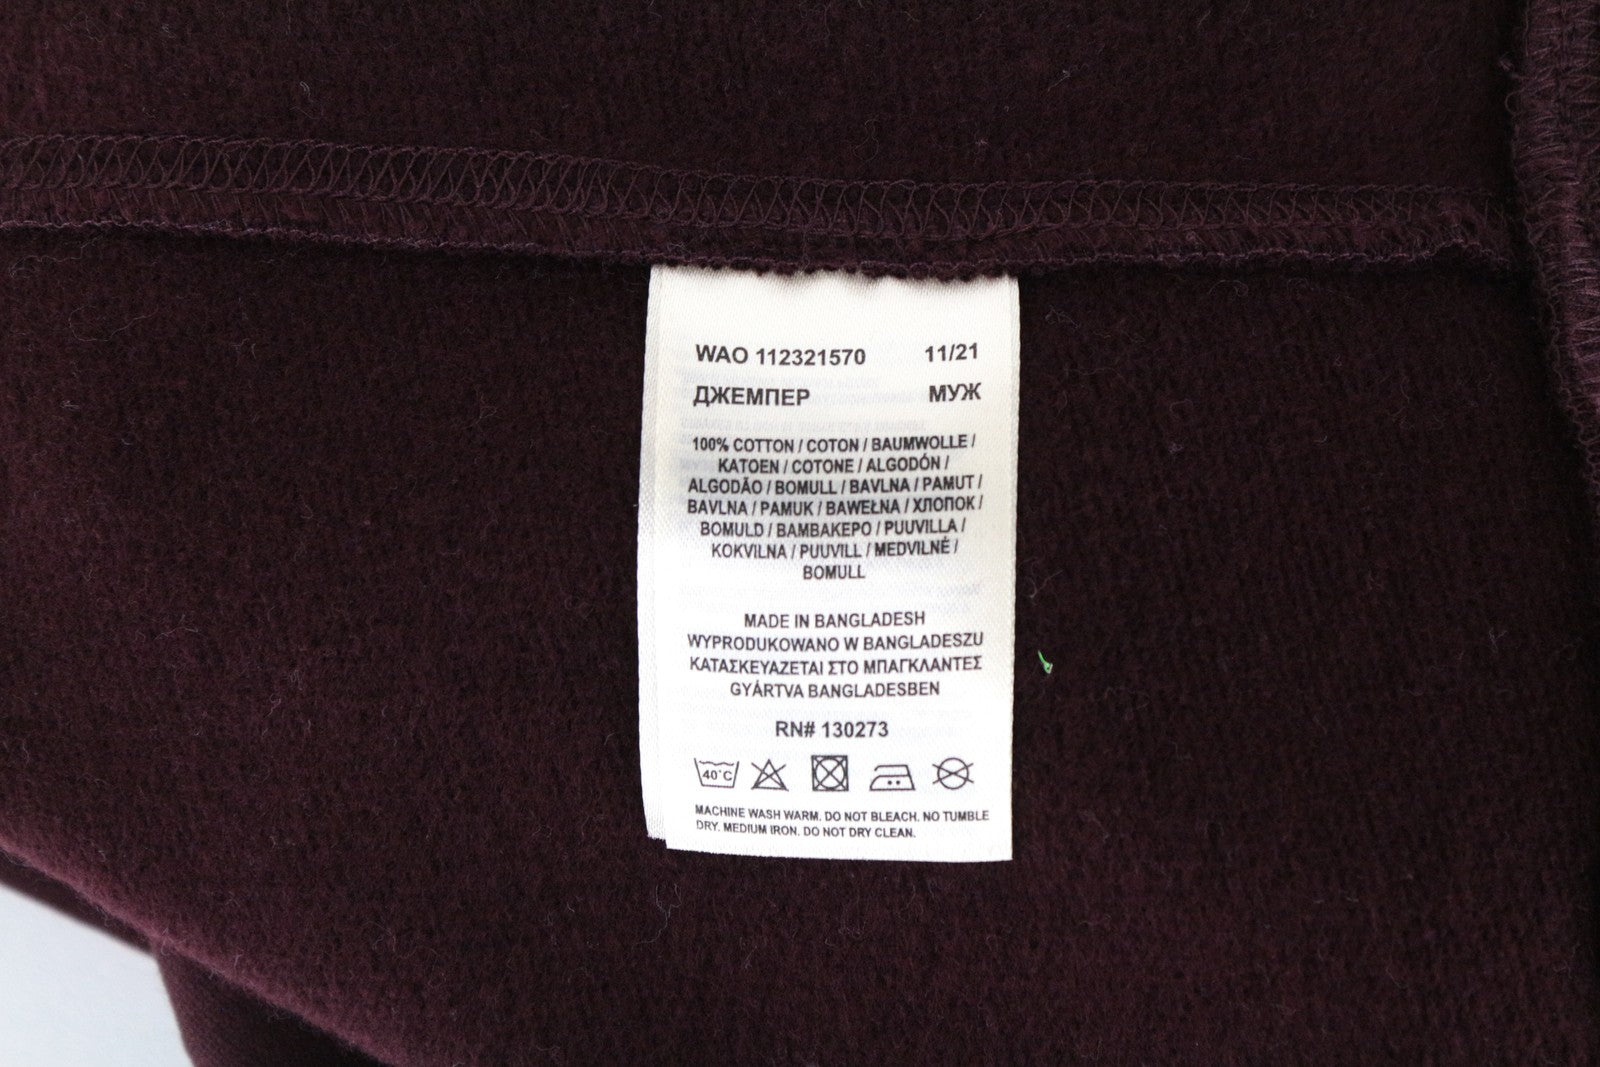 WAO 112321570 11/21
ДЖЕМПЕР МУЖ
100% COTTON / COTON / BAUMWOLLE /
KATOEN / COTONE / ALGODÓN /
ALGODÃO / BOMULL / BAVLNA / PAMUT /
BAVLNA / PAMUK / BAWEŁNA / ХЛОПОК /
BOMULD / ΒΑΜΒΑΚΕΡΟ / PUUVILLA /
KOKVILNA / PUUVILL / MEDVILNĖ /
BOMULL
MADE IN BANGLADESH
WYPRODUKOWANO W BANGLADESZU
ΚΑΤΑΣΚΕΥΑΖΕΤΑΙ ΣΤΟ ΜΠΑΓΚΛΑΝΤΕΣ
GYÁRTVA BANGLADESBEN
RN# 130273
40°C
MACHINE WASH WARM. DO NOT BLEACH. NO TUMBLE
DRY. MEDIUM IRON. DO NOT DRY CLEAN.